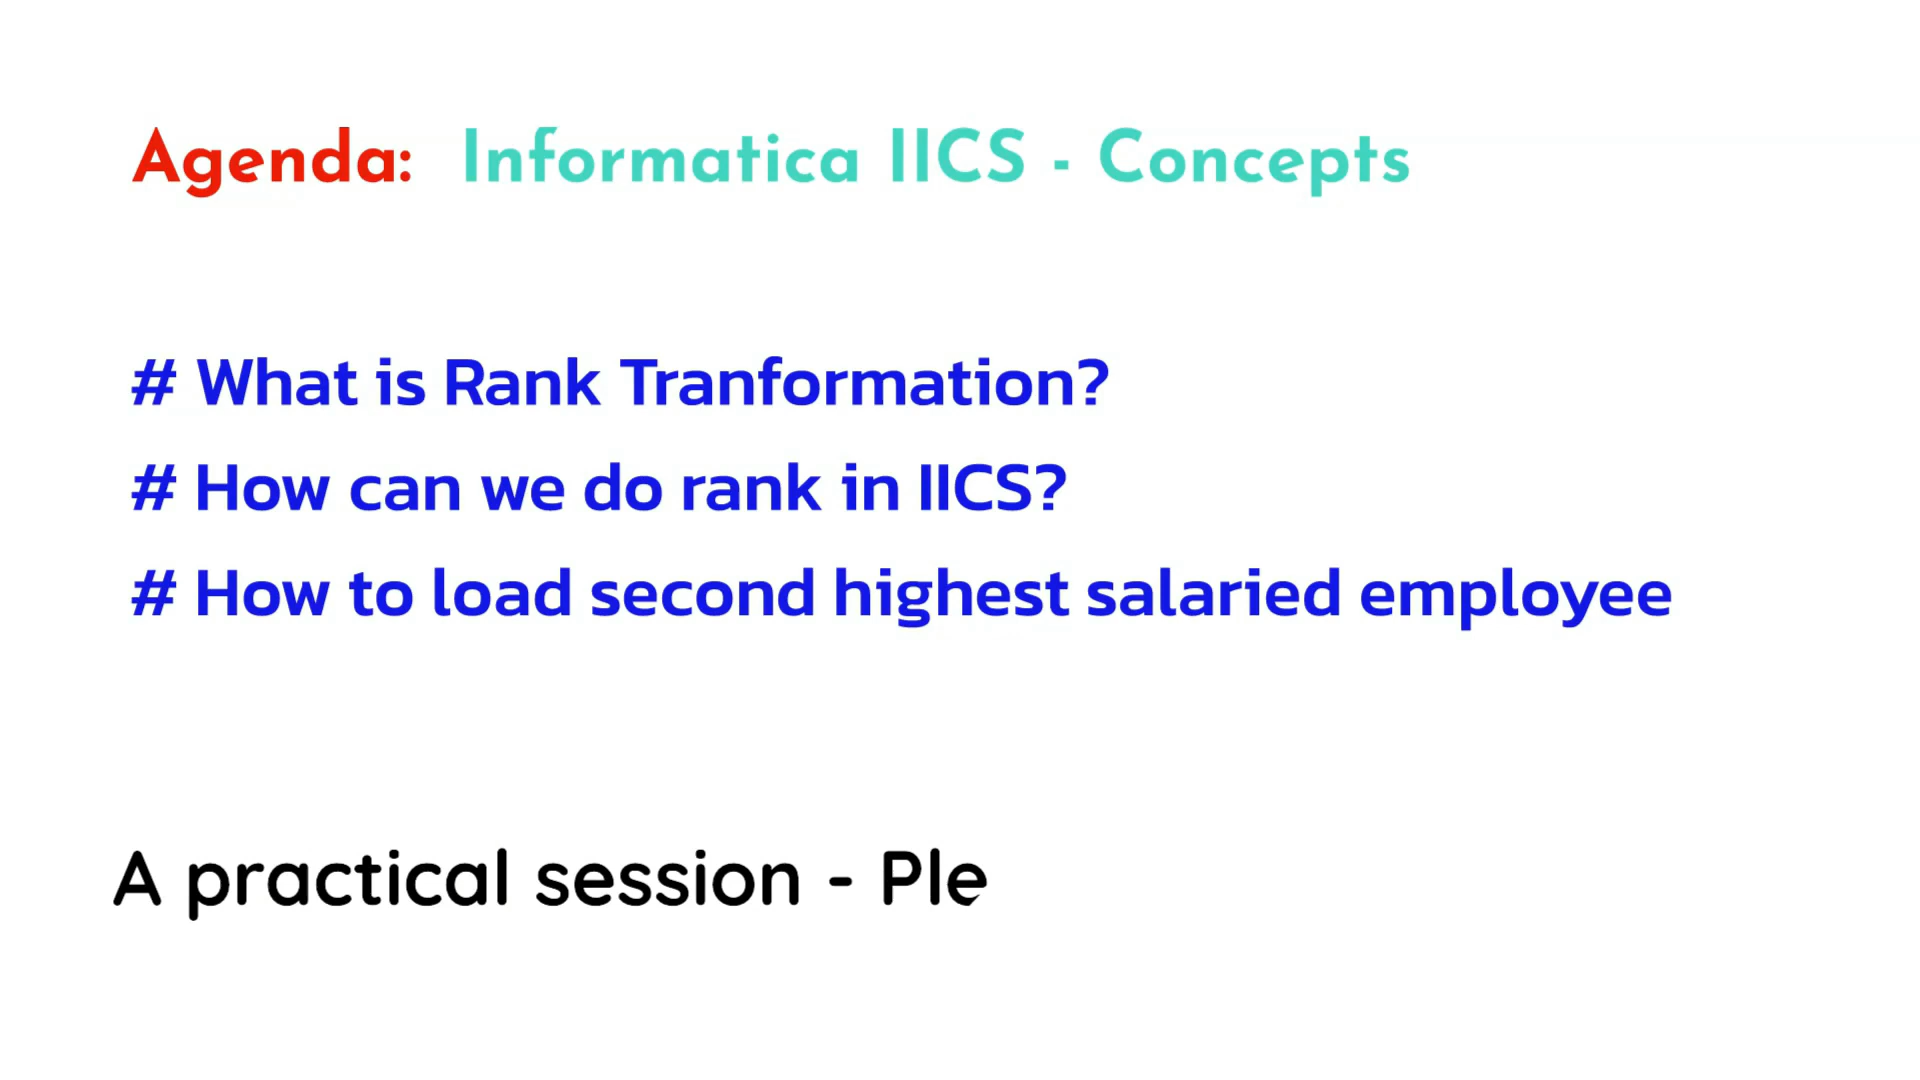 Agenda: Informatica IICS - Concepts
# What is Rank Tranformation?
# How can we do rank in IICS?
# How to load second highest salaried employee
A practical session - Ple